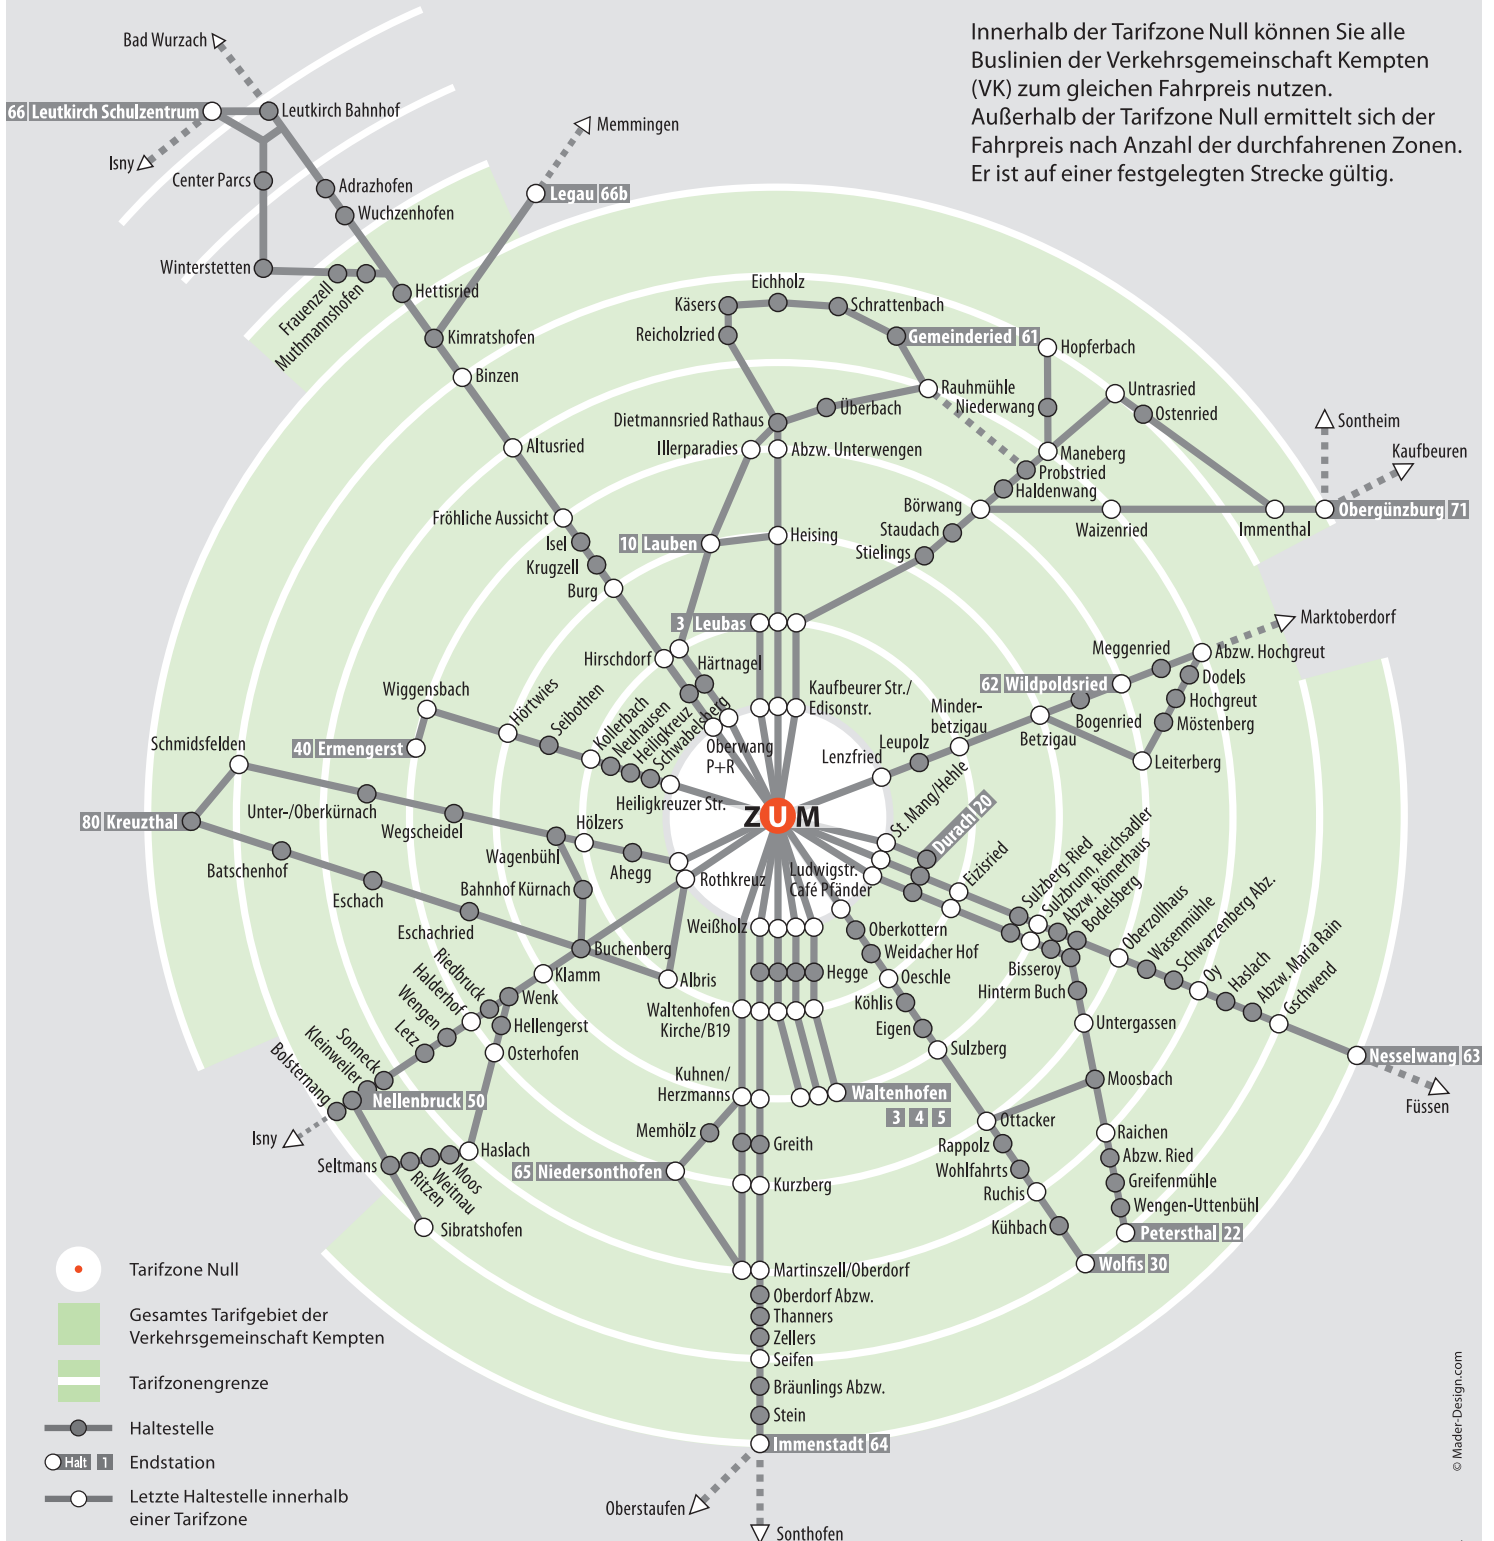 Innerhalb der Tarifzone Null können Sie alle
Buslinien der Verkehrsgemeinschaft Kempten
(VK) zum gleichen Fahrpreis nutzen.
Außerhalb der Tarifzone Null ermittelt sich der
Fahrpreis nach Anzahl der durchfahrenen Zonen.
Er ist auf einer festgelegten Strecke gültig.
Bad Wurzach
66 Leutkirch Schulzentrum
Leutkirch Bahnhof
Isny
Memmingen
Center Parcs
Adrazhofen
Legau 66b
Wuchzenhofen
Winterstetten
Frauenzell
Muthmannshofen
Hettisried
Kimratshofen
Binzen
Altusried
Fröhliche Aussicht
Isel
Krugzell
Burg
Hirschdorf
Härtnagel
Eichholz
Käsers
Schrattenbach
Reicholzried
Gemeinderied 61
Hopferbach
Rauhmühle
Niederwang
Untrasried
Ostenried
Überbach
Dietmannsried Rathaus
Illerparadies
Abzw. Unterwengen
Maneberg
Probstried
Haldenwang
Sontheim
Kaufbeuren
Börwang
Waizenried
Immenthal
Obergünzburg 71
Staudach
Stielings
10 Lauben
Heising
3 Leubas
Kaufbeurer Str./
Edisonstr.
Marktoberdorf
Meggenried
Abzw. Hochgreut
62 Wildpoldsried
Dodels
Hochgreut
Möstenberg
Bogenried
Betzigau
Leiterberg
Minder-
betzigau
Leupolz
Lenzfried
Wiggensbach
40 Ermengerst
Hörtwies
Seibothen
Kollerbach
Neuhausen
Heiligkreuz
Schwabelsberg
Oberwang
P+R
Heiligkreuzer Str.
Schmidsfelden
80 Kreuzthal
Unter-/Oberkürnach
Wegscheidel
Wagenbühl
Hölzers
Ahegg
Rothkreuz
ZUM
Batschenhof
Eschach
Eschachried
Bahnhof Kürnach
Buchenberg
Albris
St. Mang/Hehle
Durach 20
Ludwigstr.
Café Pfänder
Eizisried
Sulzberg-Ried
Sulzbrunn, Reichsadler
Abzw. Römerhaus
Bodelsberg
Oberzollhaus
Wasenmühle
Schwarzenberg Abz.
Oy
Haslach
Abzw. Maria Rain
Gschwend
Nesselwang 63
Füssen
Bisseroy
Hinterm Buch
Untergassen
Moosbach
Raichen
Abzw. Ried
Greifenmühle
Wengen-Uttenbühl
Petersthal 22
Oberkottern
Weidacher Hof
Oeschle
Köhlis
Eigen
Sulzberg
Ottacker
Rappolz
Wohlfahrts
Ruchis
Kühbach
Wolfis 30
Klamm
Wenk
Riedbruck
Halderhof
Wengen
Letz
Sonneck
Kleinweiler
Bolsternang
Hellengerst
Osterhofen
Nellenbruck 50
Isny
Haslach
Moos
Weitnau
Ritzen
Seltmans
Sibratshofen
Weißholz
Hegge
Waltenhofen
Kirche/B19
Waltenhofen
3 4 5
Kuhnen/
Herzmanns
Memhölz
Greith
65 Niedersonthofen
Kurzberg
Martinszell/Oberdorf
Oberdorf Abzw.
Thanners
Zellers
Seifen
Bräunlings Abzw.
Stein
Immenstadt 64
Oberstaufen
Sonthofen
Tarifzone Null
Gesamtes Tarifgebiet der
Verkehrsgemeinschaft Kempten
Tarifzonengrenze
Haltestelle
Halt 1 Endstation
Letzte Haltestelle innerhalb
einer Tarifzone
© Mader-Design.com